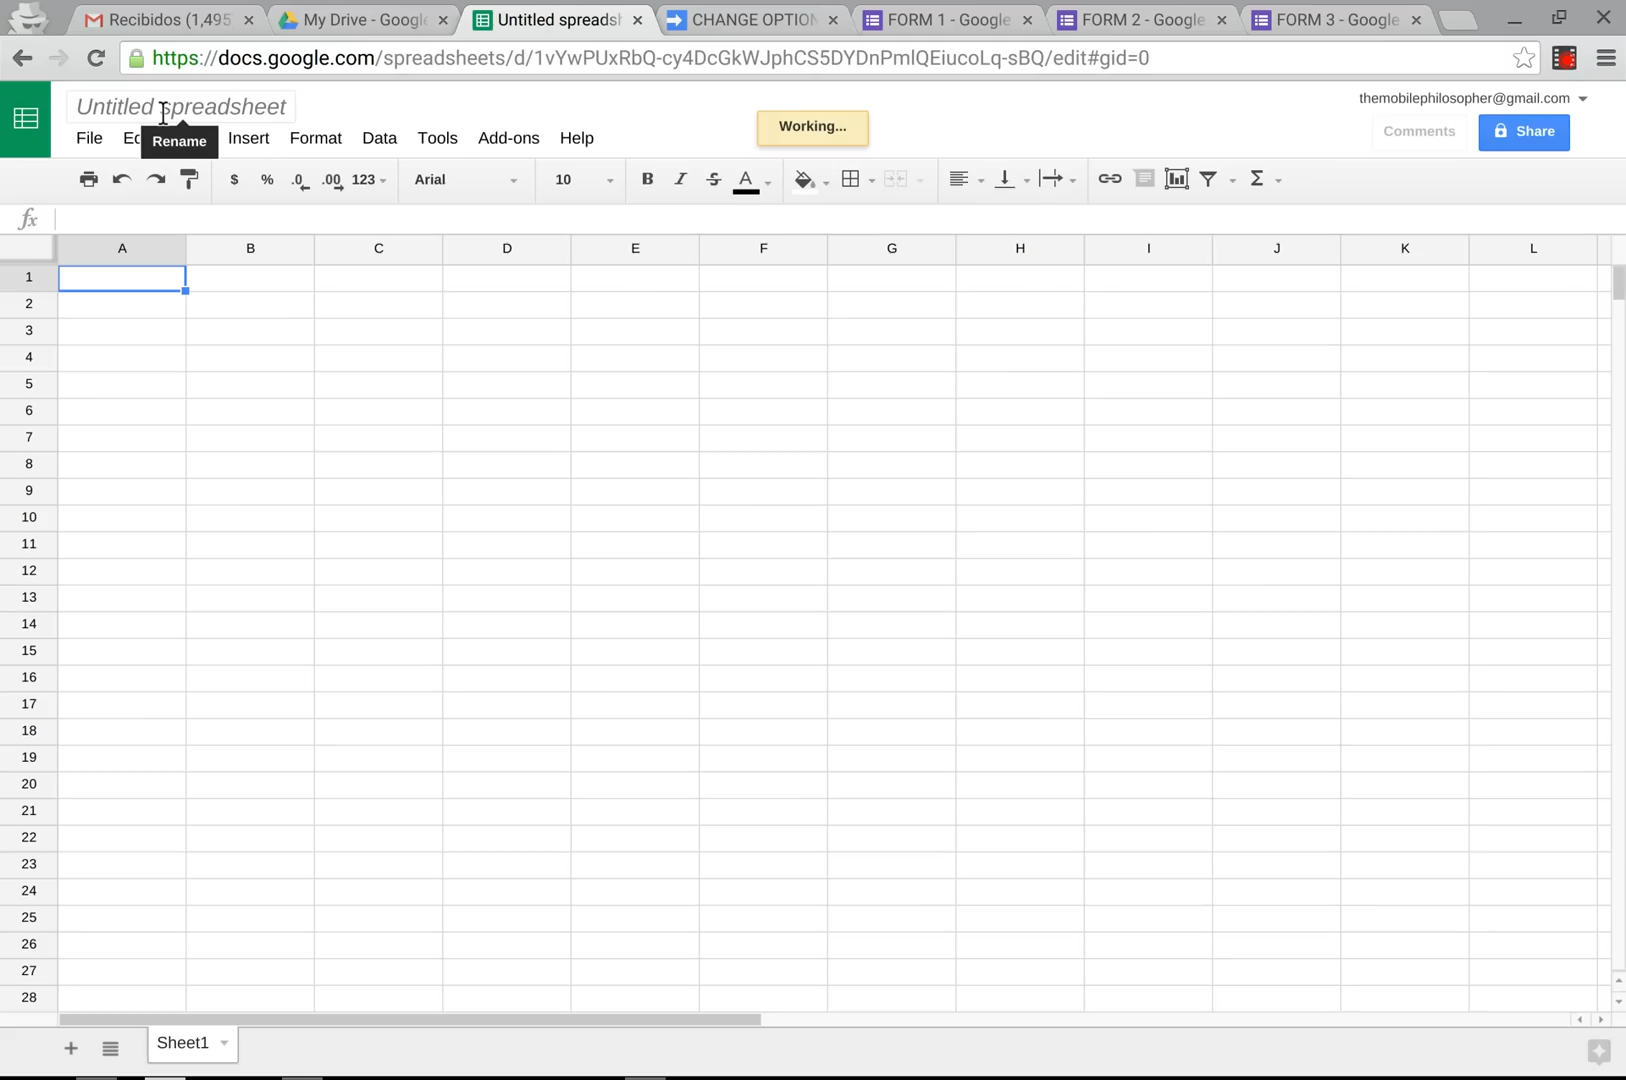 Recibidos (1,495
My Drive - Google
Untitled spreadsh
CHANGE OPTION
FORM 1 - Google
FORM 2 - Google
FORM 3 - Google
https://docs.google.com/spreadsheets/d/1vYwPUxRbQ-cy4DcGkWJphCS5DYDnPmlQEiucoLq-sBQ/edit#gid=0
Untitled spreadsheet
themobilephilosopher@gmail.com
Working...
Comments
Share
File Ed Insert Format Data Tools Add-ons Help
Rename
$ % .0 .00 123 Arial 10 B I S A Σ
fx
A B C D E F G H I J K L
1
2
3
4
5
6
7
8
9
10
11
12
13
14
15
16
17
18
19
20
21
22
23
24
25
26
27
28
+ Sheet1